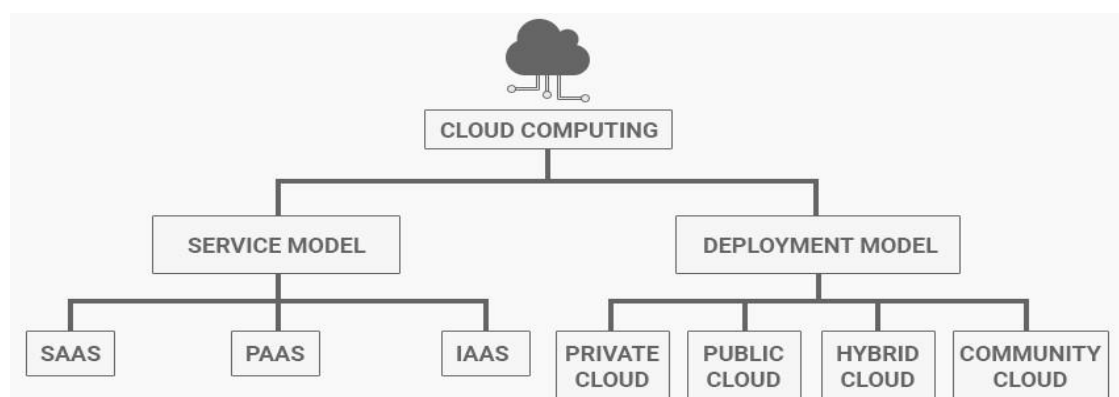 CLOUD COMPUTING
SERVICE MODEL
DEPLOYMENT MODEL
SAAS
PAAS
IAAS
PRIVATE
CLOUD
PUBLIC
CLOUD
HYBRID
CLOUD
COMMUNITY
CLOUD